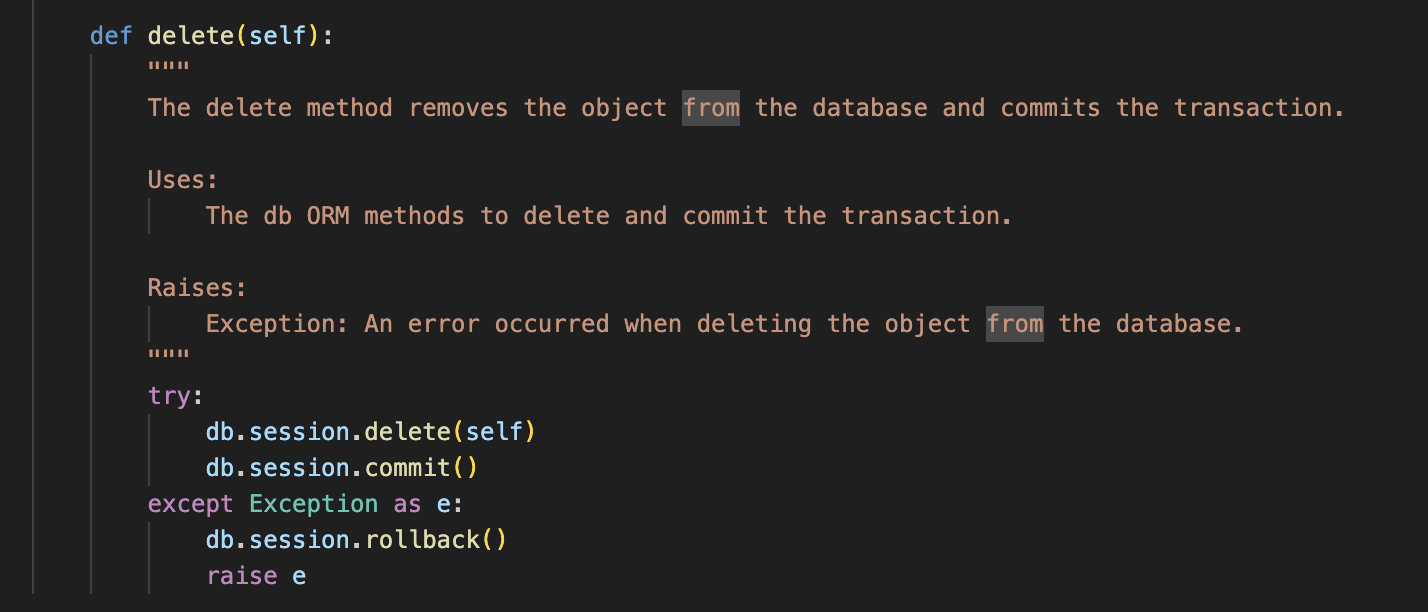 def delete(self):
"""
The delete method removes the object from the database and commits the transaction.
Uses:
The db ORM methods to delete and commit the transaction.
Raises:
Exception: An error occurred when deleting the object from the database.
"""
try:
db.session.delete(self)
db.session.commit()
except Exception as e:
db.session.rollback()
raise e